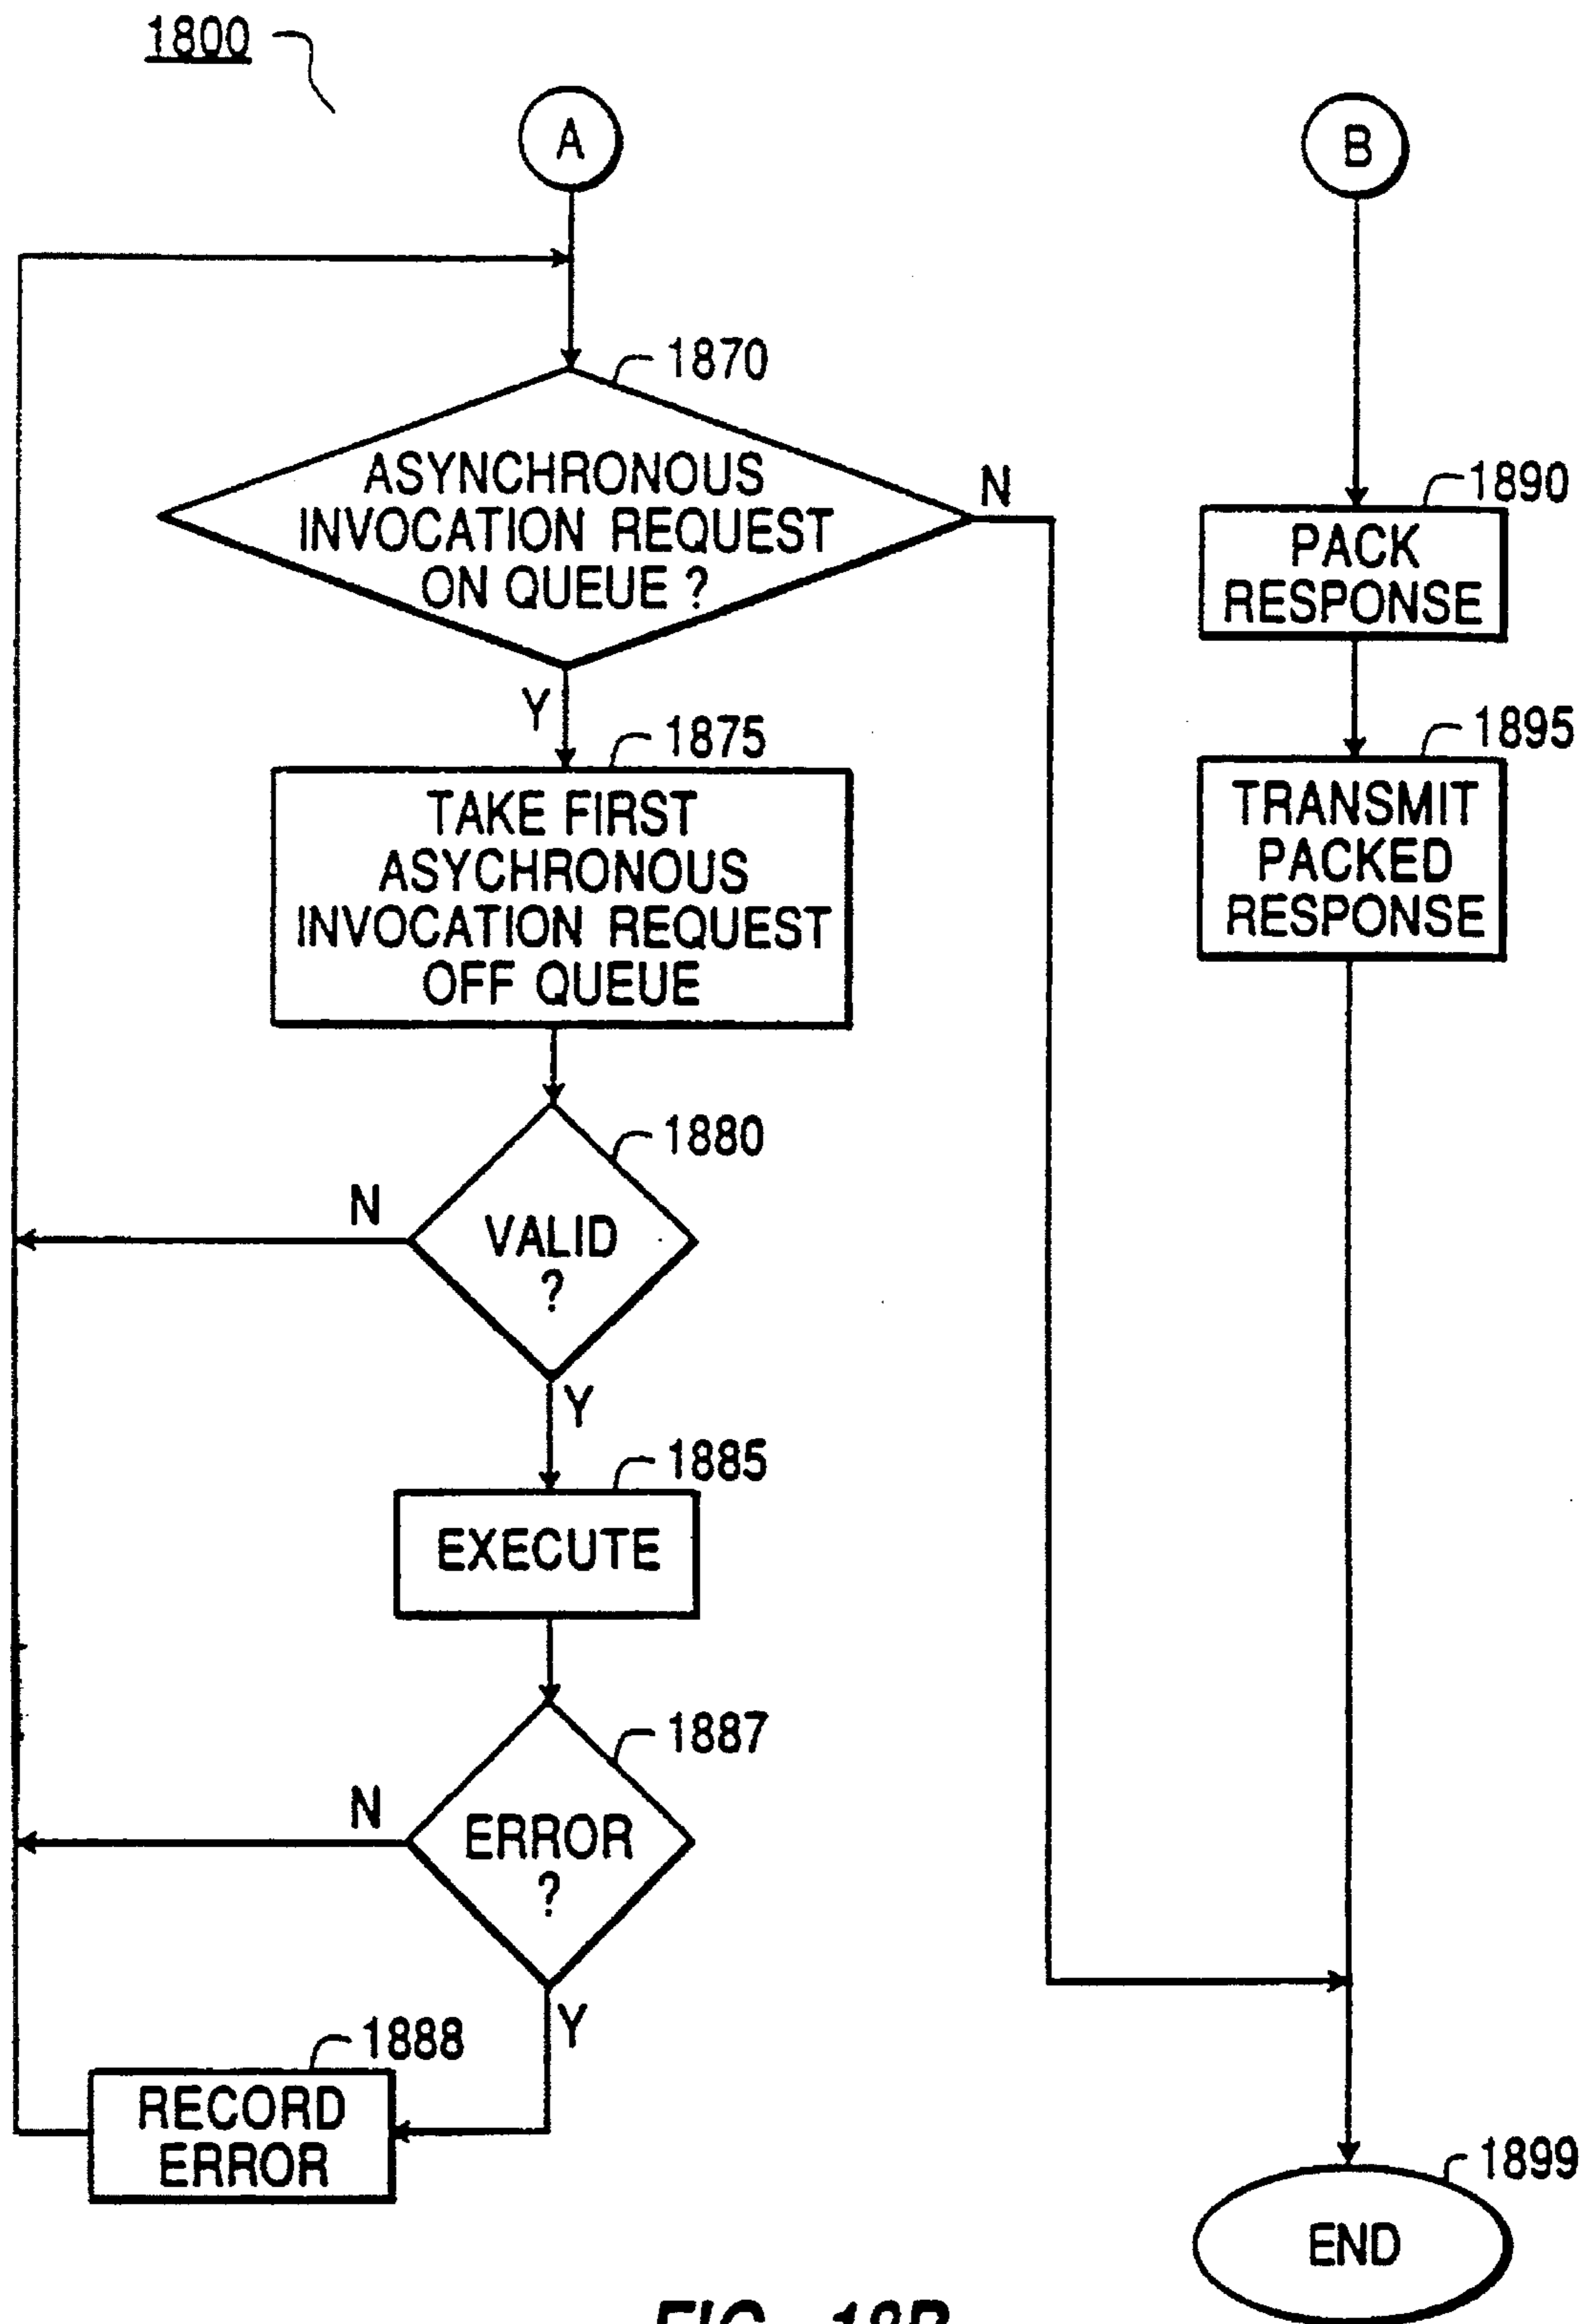 1800
A
B
1870
ASYNCHRONOUS
INVOCATION REQUEST
ON QUEUE ?
N
Y
1890
PACK
RESPONSE
1875
TAKE FIRST
ASYCHRONOUS
INVOCATION REQUEST
OFF QUEUE
1895
TRANSMIT
PACKED
RESPONSE
1880
VALID
?
N
Y
1885
EXECUTE
1887
ERROR
?
N
Y
1888
RECORD
ERROR
1899
END